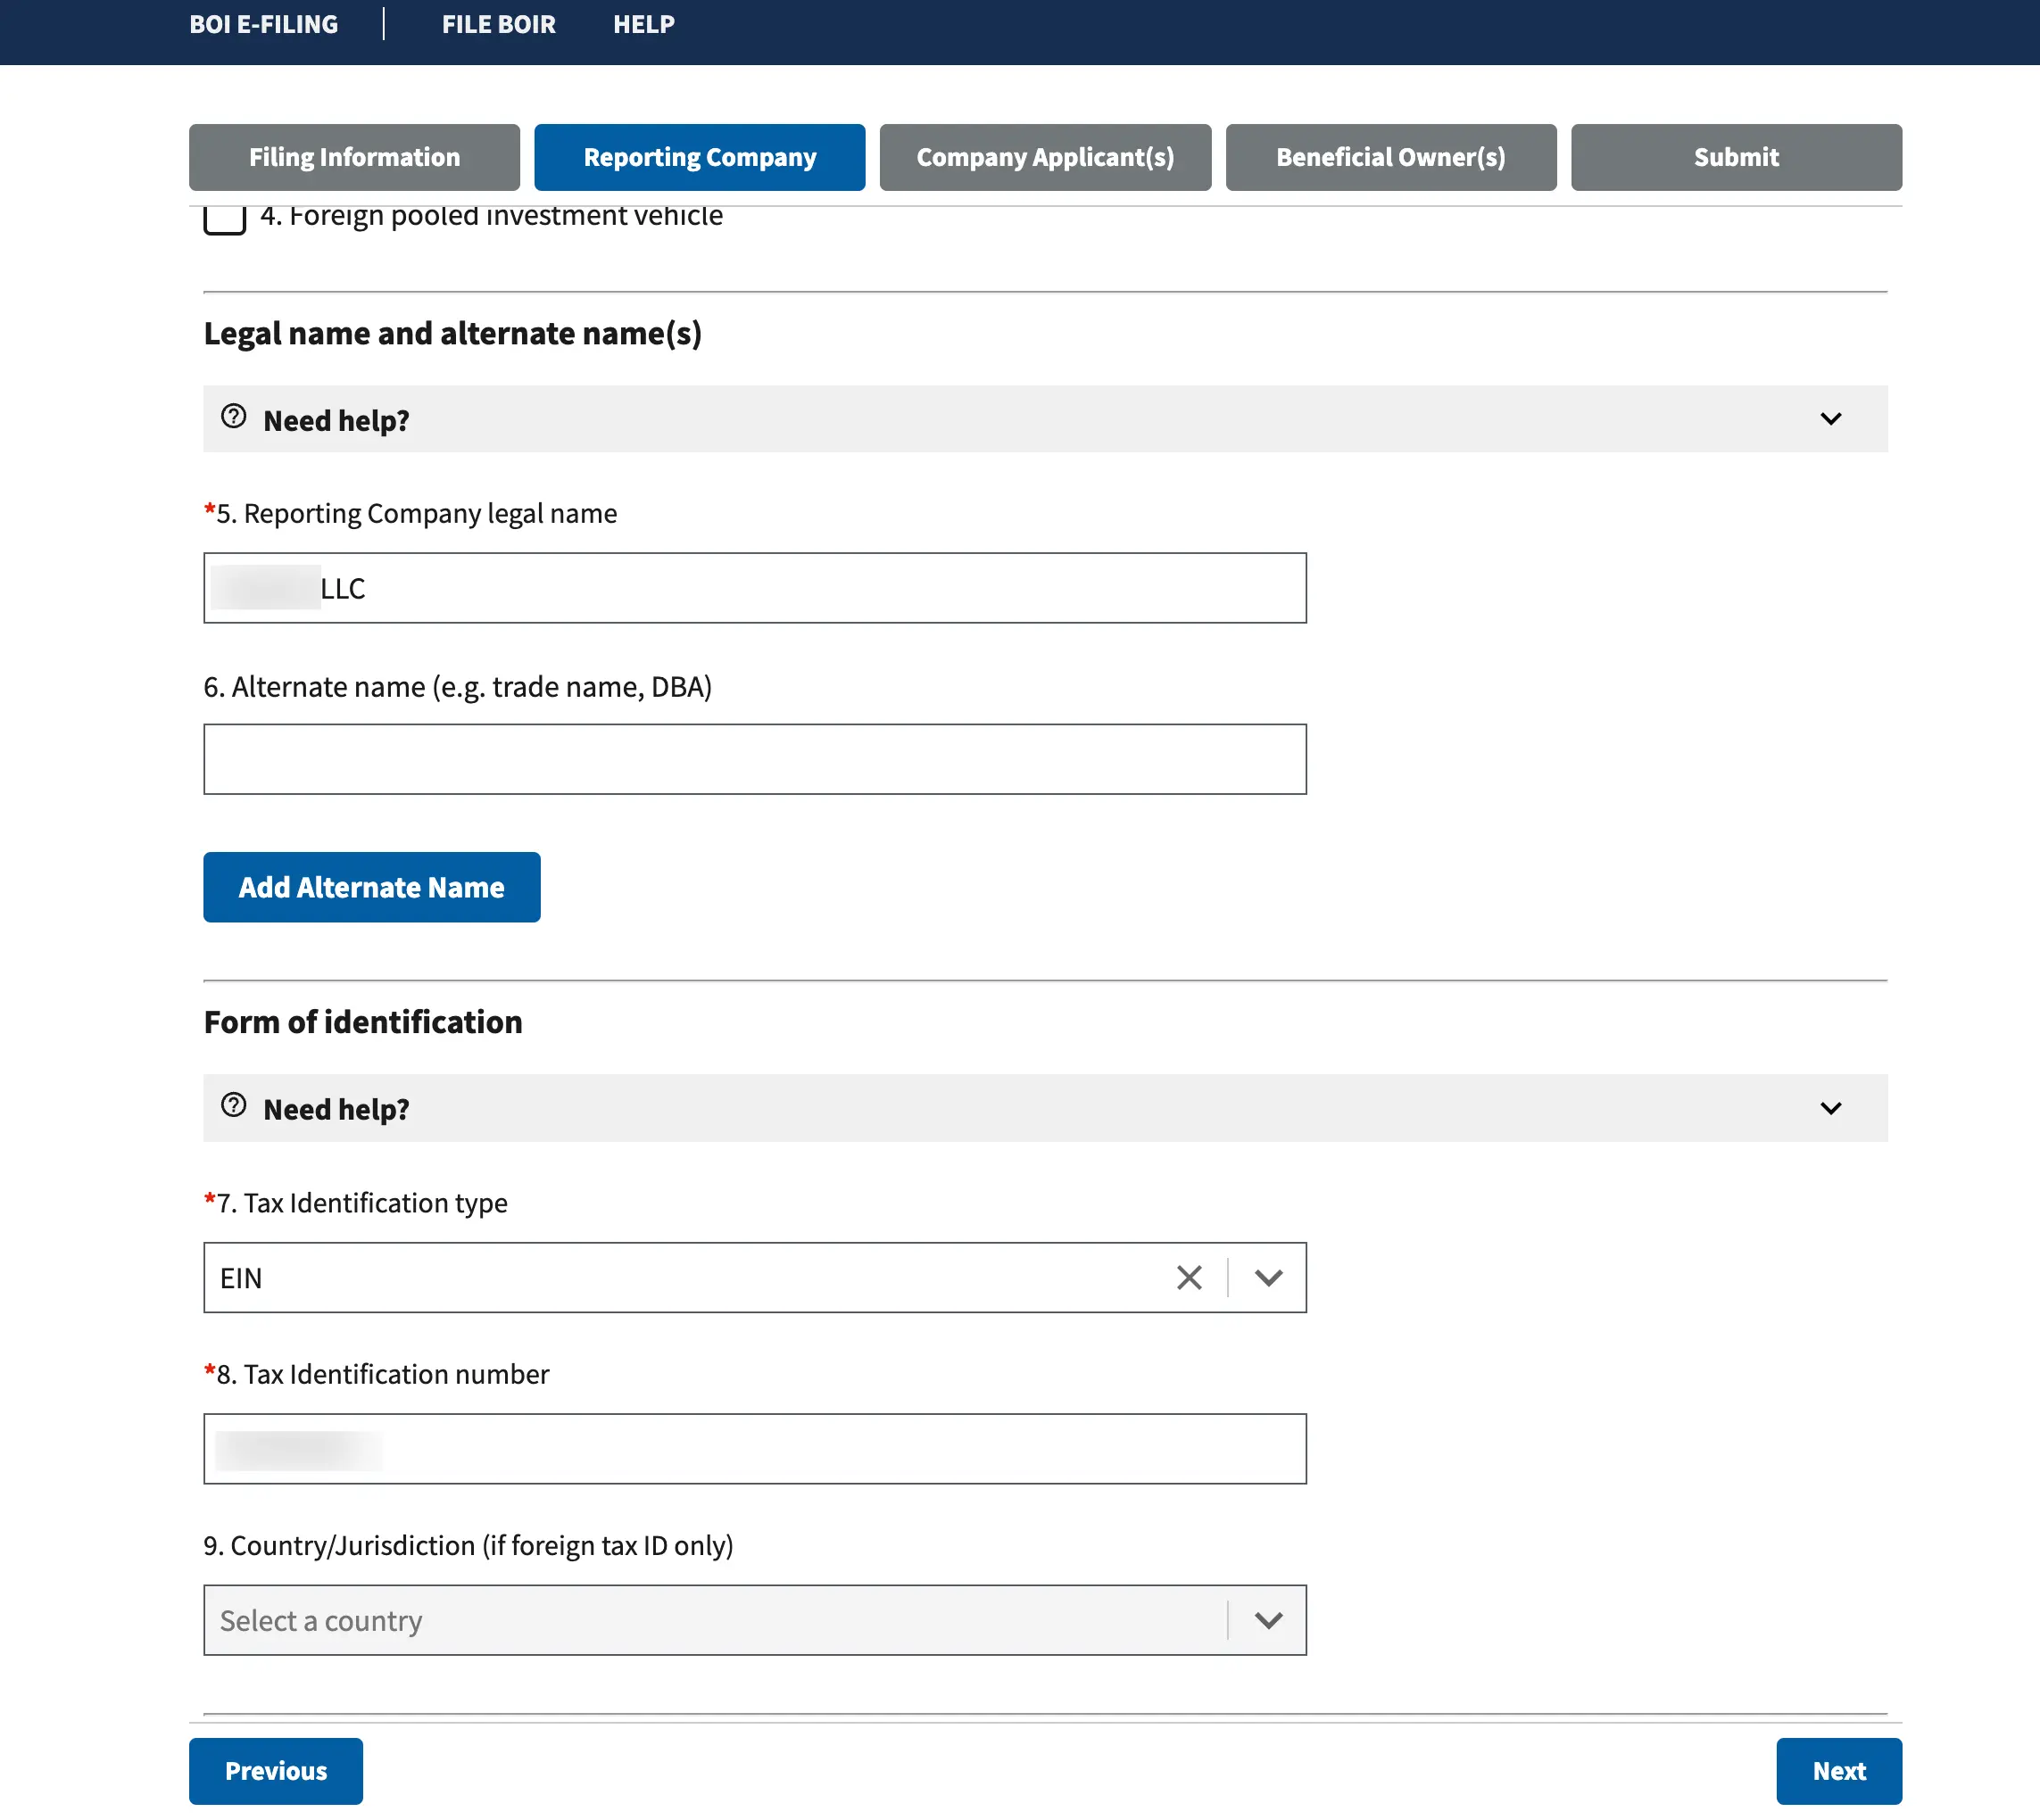 BOI E-FILING FILE BOIR HELP
Filing Information Reporting Company Company Applicant(s) Beneficial Owner(s) Submit
4. Foreign pooled investment vehicle
Legal name and alternate name(s)
Need help?
*5. Reporting Company legal name
LLC
6. Alternate name (e.g. trade name, DBA)
Add Alternate Name
Form of identification
Need help?
*7. Tax Identification type
EIN
*8. Tax Identification number
9. Country/Jurisdiction (if foreign tax ID only)
Select a country
Previous Next